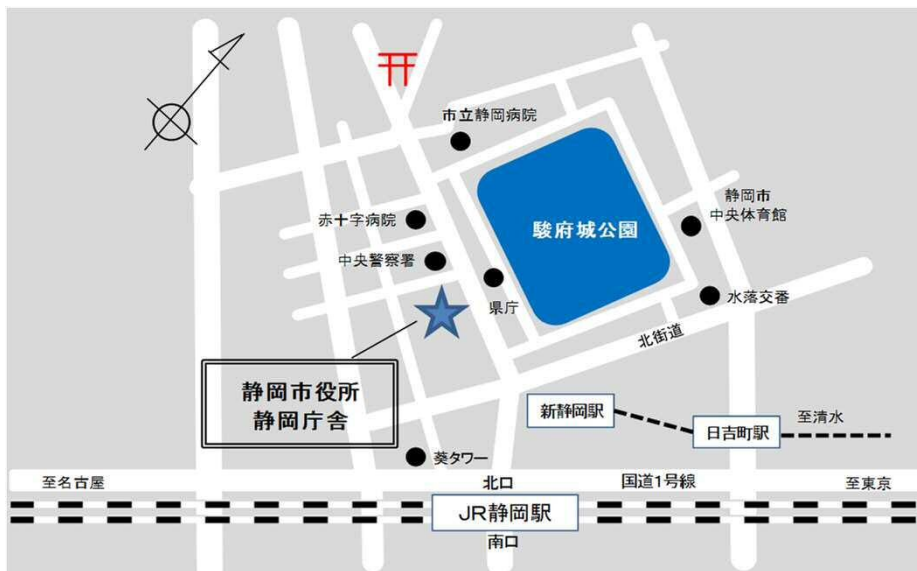 市立静岡病院
静岡市
中央体育館
赤十字病院
駿府城公園
中央警察署
県庁
水落交番
北街道
静岡市役所
静岡庁舎
新静岡駅
至清水
日吉町駅
葵タワー
至名古屋
北口
国道1号線
至東京
JR静岡駅
南口